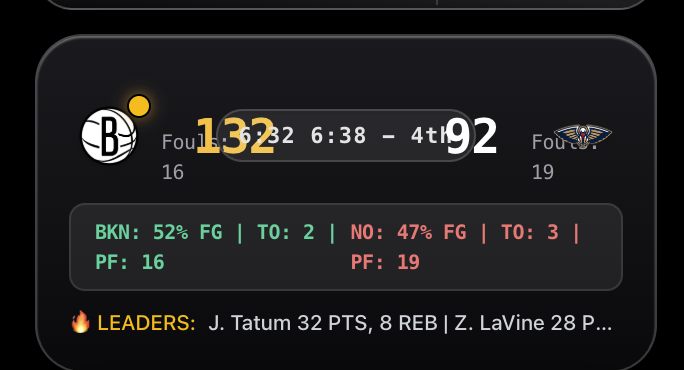 B
Fouls: 132 6:32 6:38 – 4th 92 Fouls:
16 19
BKN: 52% FG | TO: 2 | NO: 47% FG | TO: 3 |
PF: 16 PF: 19
🔥 LEADERS: J. Tatum 32 PTS, 8 REB | Z. LaVine 28 P...